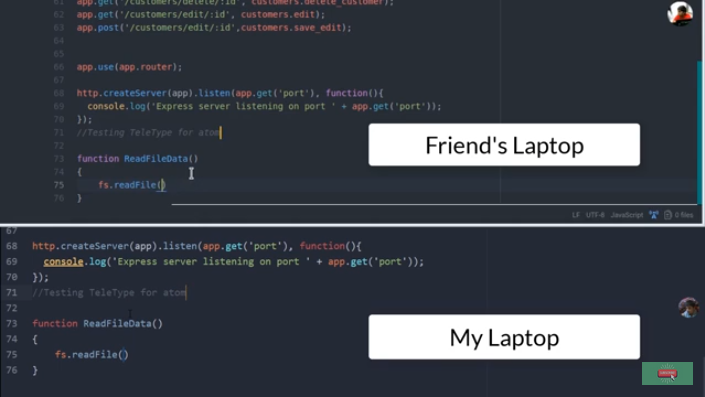 61 app.get('/customers/delete/:id', customers.delete_customer);
62 app.get('/customers/edit/:id', customers.edit);
63 app.post('/customers/edit/:id',customers.save_edit);
64
65
66 app.use(app.router);
67
68 http.createServer(app).listen(app.get('port'), function(){
69 console.log('Express server listening on port ' + app.get('port'));
70 });
71 //Testing TeleType for atom
72
73 function ReadFileData()
74 {
75 fs.readFile()
76 }
Friend's Laptop
LF UTF-8 JavaScript 0 files
67
68 http.createServer(app).listen(app.get('port'), function(){
69 console.log('Express server listening on port ' + app.get('port'));
70 });
71 //Testing TeleType for atom
72
73 function ReadFileData()
74 {
75 fs.readFile()
76 }
My Laptop